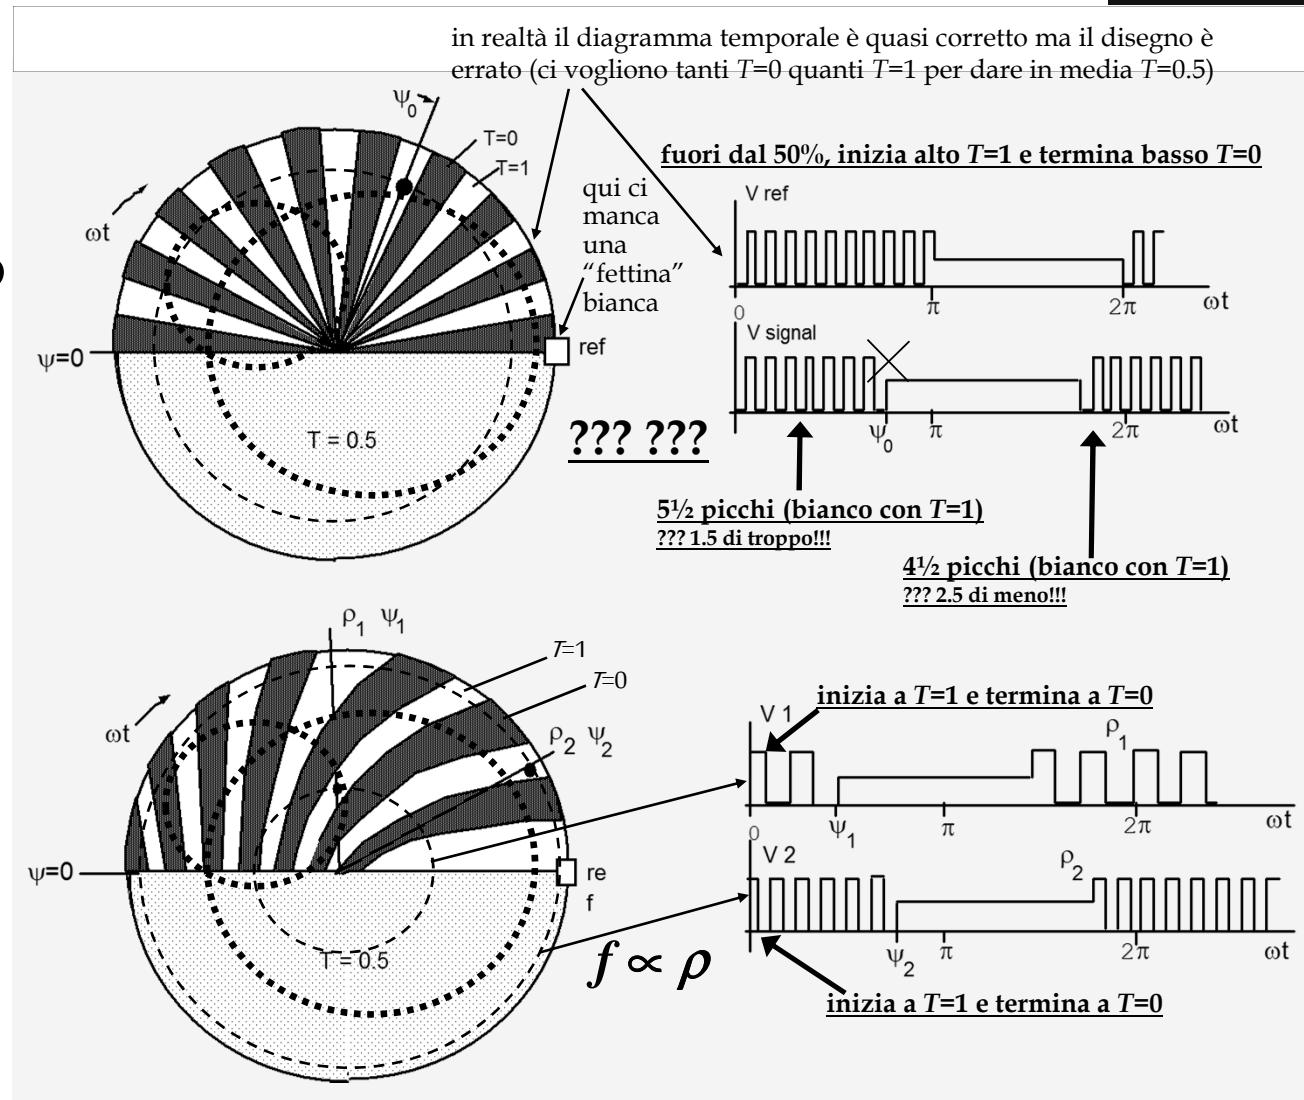 in realtà il diagramma temporale è quasi corretto ma il disegno è
errato (ci vogliono tanti T=0 quanti T=1 per dare in media T=0.5)
ψ0
T=0
T=1
ωt
qui ci
manca
una
“fettina”
bianca
ψ=0
ref
T = 0.5
fuori dal 50%, inizia alto T=1 e termina basso T=0
V ref
0
π
2π
ωt
V signal
ψ0
π
2π
ωt
??? ???
5½ picchi (bianco con T=1)
??? 1.5 di troppo!!!
4½ picchi (bianco con T=1)
??? 2.5 di meno!!!
ρ1 ψ1
T=1
T=0
ωt
ρ2 ψ2
ψ=0
re
f
T = 0.5
f ∝ ρ
inizia a T=1 e termina a T=0
V 1
ρ1
0
ψ1
π
2π
ωt
V 2
ρ2
ψ2
π
2π
ωt
inizia a T=1 e termina a T=0